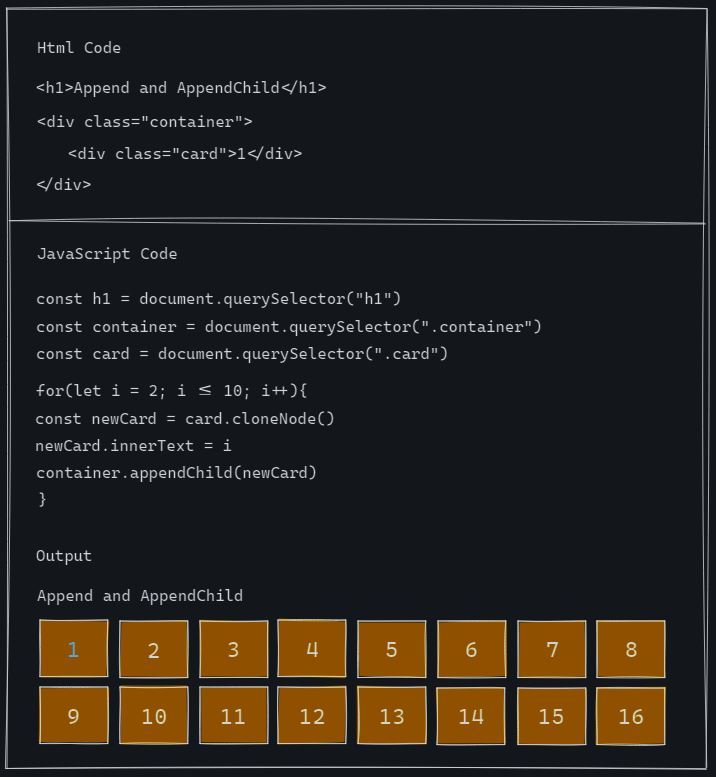 Html Code
<h1>Append and AppendChild</h1>
<div class="container">
<div class="card">1</div>
</div>
JavaScript Code
const h1 = document.querySelector("h1")
const container = document.querySelector(".container")
const card = document.querySelector(".card")
for(let i = 2; i ≤ 10; i++){
const newCard = card.cloneNode()
newCard.innerText = i
container.appendChild(newCard)
}
Output
Append and AppendChild
1 2 3 4 5 6 7 8
9 10 11 12 13 14 15 16